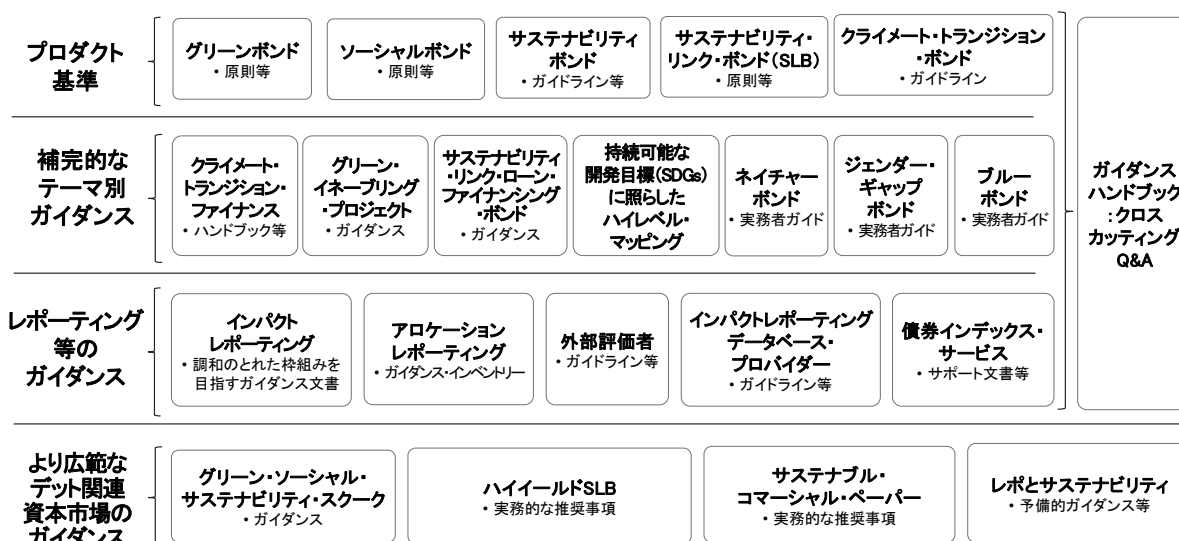 プロダクト
基準
グリーンボンド
・原則等
ソーシャルボンド
・原則等
サステナビリティ
ボンド
・ガイドライン等
サステナビリティ・
リンク・ボンド(SLB)
・原則等
クライメート・トランジション
・ボンド
・ガイドライン
補完的な
テーマ別
ガイダンス
クライメート・
トランジション・
ファイナンス
・ハンドブック等
グリーン・
イネーブリング
・プロジェクト
・ガイダンス
サステナビリティ
・リンク・ローン・
ファイナンシング
・ボンド
・ガイダンス
持続可能な
開発目標(SDGs)
に照らした
ハイレベル・
マッピング
ネイチャー
ボンド
・実務者ガイド
ジェンダー・
ギャップ
ボンド
・実務者ガイド
ブルー
ボンド
・実務者ガイド
ガイダンス
ハンドブック
:クロス
カッティング
Q&A
レポーティング
等の
ガイダンス
インパクト
レポーティング
・調和のとれた枠組みを
目指すガイダンス文書
アロケーション
レポーティング
・ガイダンス・インベントリー
外部評価者
・ガイドライン等
インパクトレポーティング
データベース・
プロバイダー
・ガイドライン等
債券インデックス・
サービス
・サポート文書等
より広範な
デット関連
資本市場の
ガイダンス
グリーン・ソーシャル・
サステナビリティ・スクーク
・ガイダンス
ハイイールドSLB
・実務的な推奨事項
サステナブル・
コマーシャル・ペーパー
・実務的な推奨事項
レポとサステナビリティ
・予備的ガイダンス等